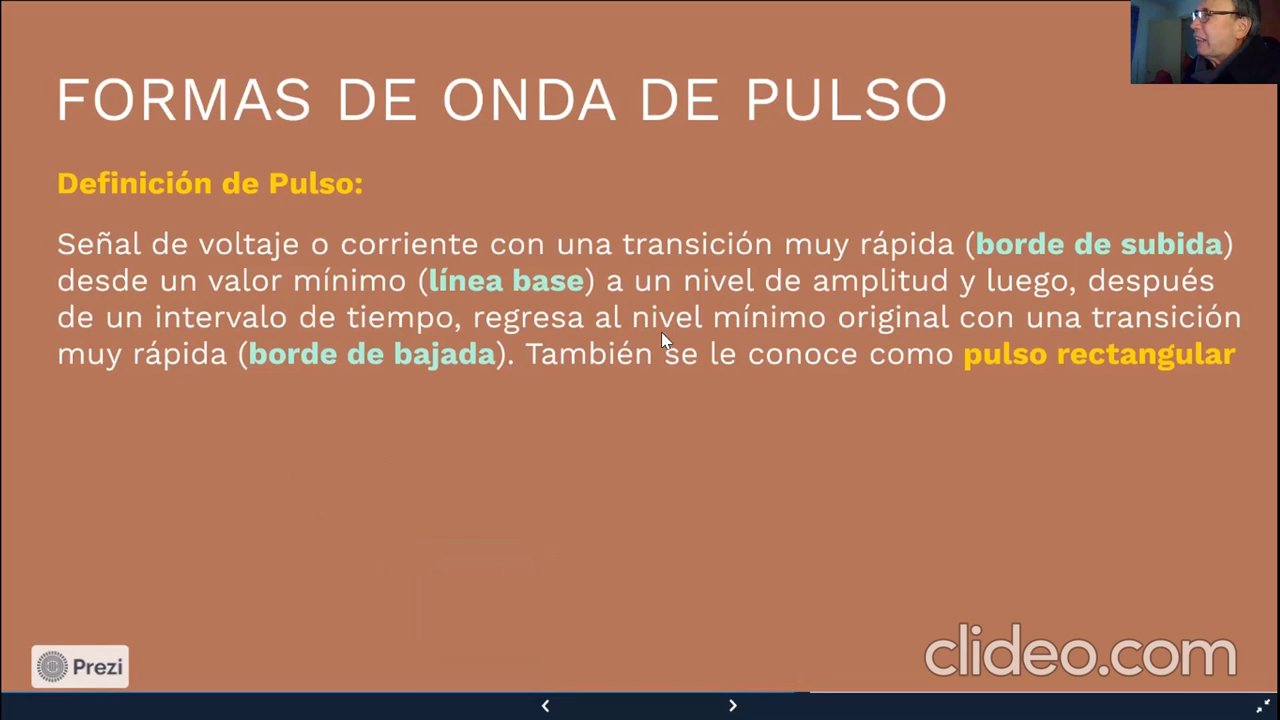 FORMAS DE ONDA DE PULSO
Definición de Pulso:
Señal de voltaje o corriente con una transición muy rápida (borde de subida)
desde un valor mínimo (línea base) a un nivel de amplitud y luego, después
de un intervalo de tiempo, regresa al nivel mínimo original con una transición
muy rápida (borde de bajada). También se le conoce como pulso rectangular
Prezi
clideo.com